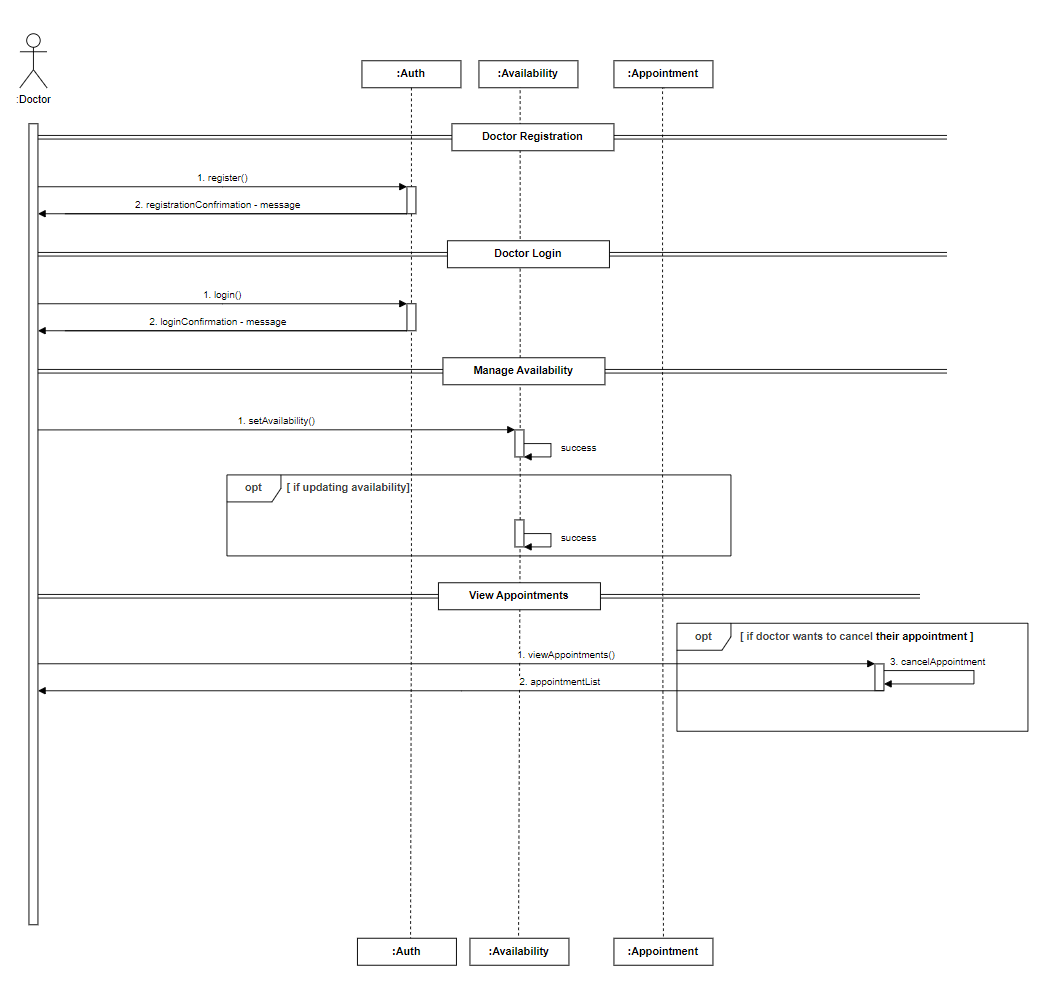 :Doctor
:Auth
:Availability
:Appointment
Doctor Registration
1. register()
2. registrationConfrimation - message
Doctor Login
1. login()
2. loginConfirmation - message
Manage Availability
1. setAvailability()
success
opt
[ if updating availability]
success
View Appointments
opt
[ if doctor wants to cancel their appointment ]
1. viewAppointments()
3. cancelAppointment
2. appointmentList
:Auth
:Availability
:Appointment